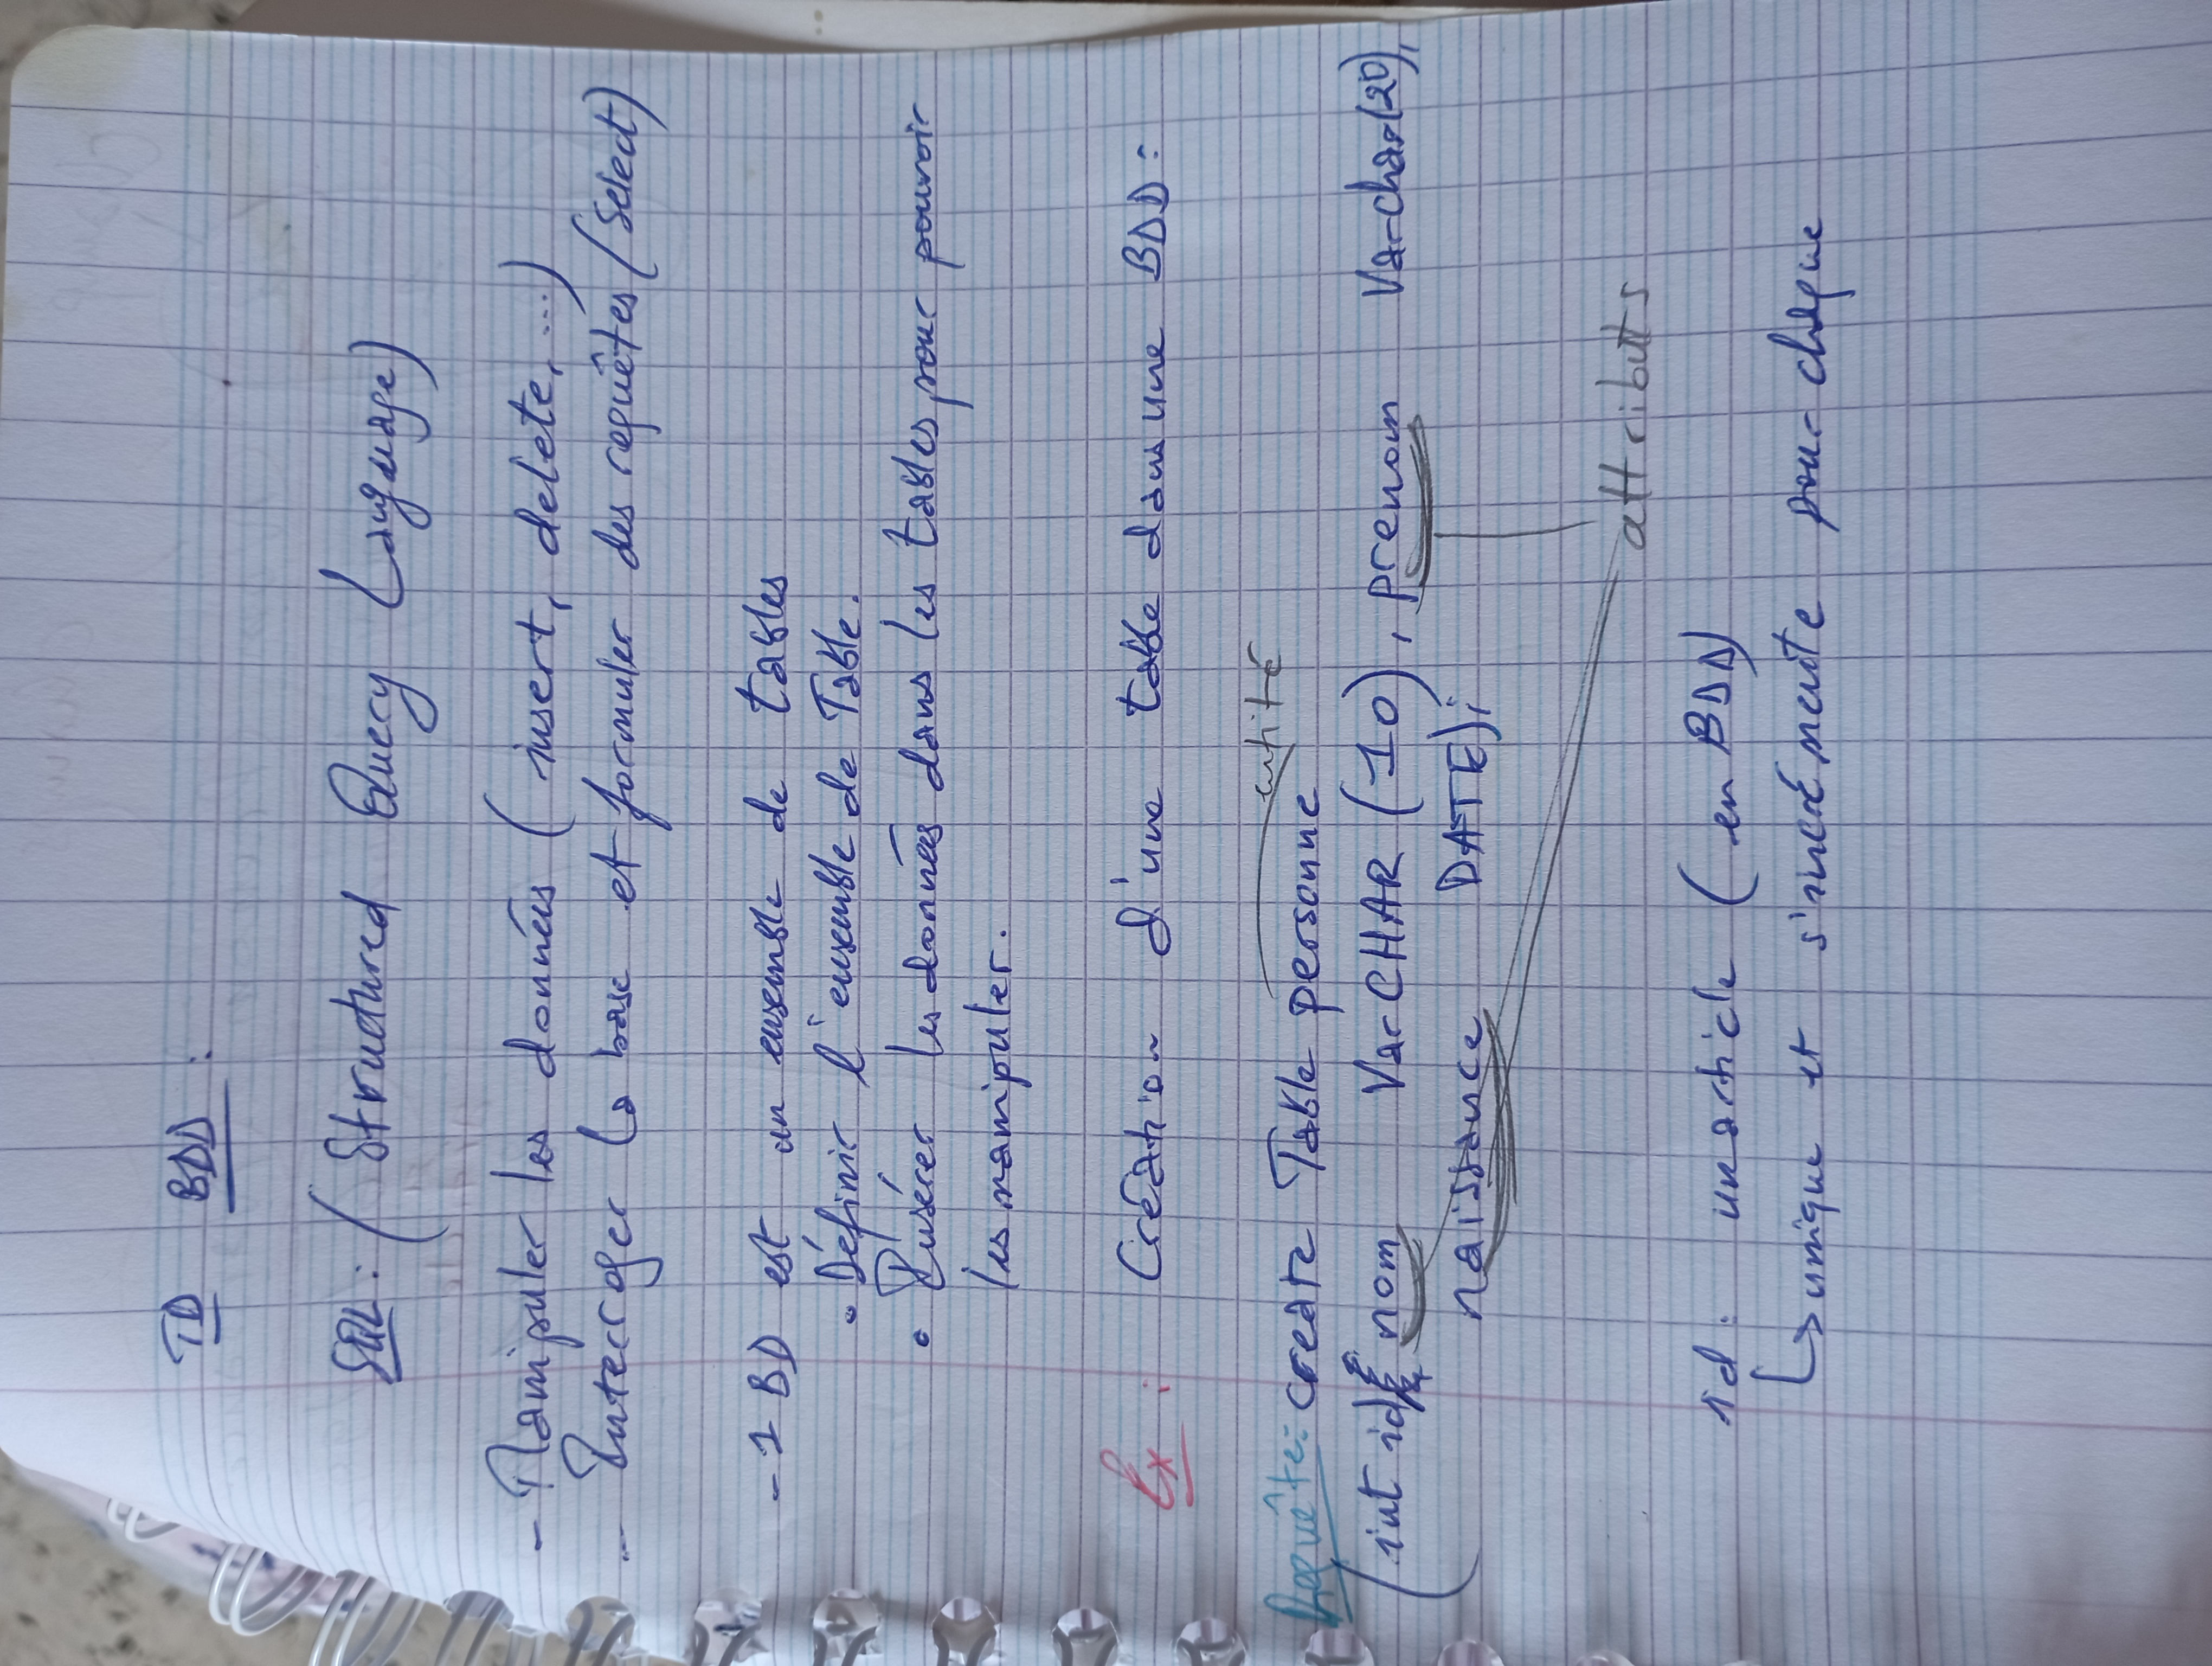 TD BDD :
SQL : ( Structured Query Language)
- Manipuler les données ( insert, delete, ...)
- Interroger la base et formuler des requêtes (Select)
- 1 BD est un ensemble de tables
• Définir l'ensemble de Table.
• Insérer les données dans les tables pour pouvoir
les manipuler.
Ex : Création d'une table dans une BDD :
entité
Requête : create Table personne
(int id nom VarCHAR (10), prenom Varchar(20),
naissance DATE);
attributs
id : un article ( en BDD)
↳ unique et s'incrémente pour chaque